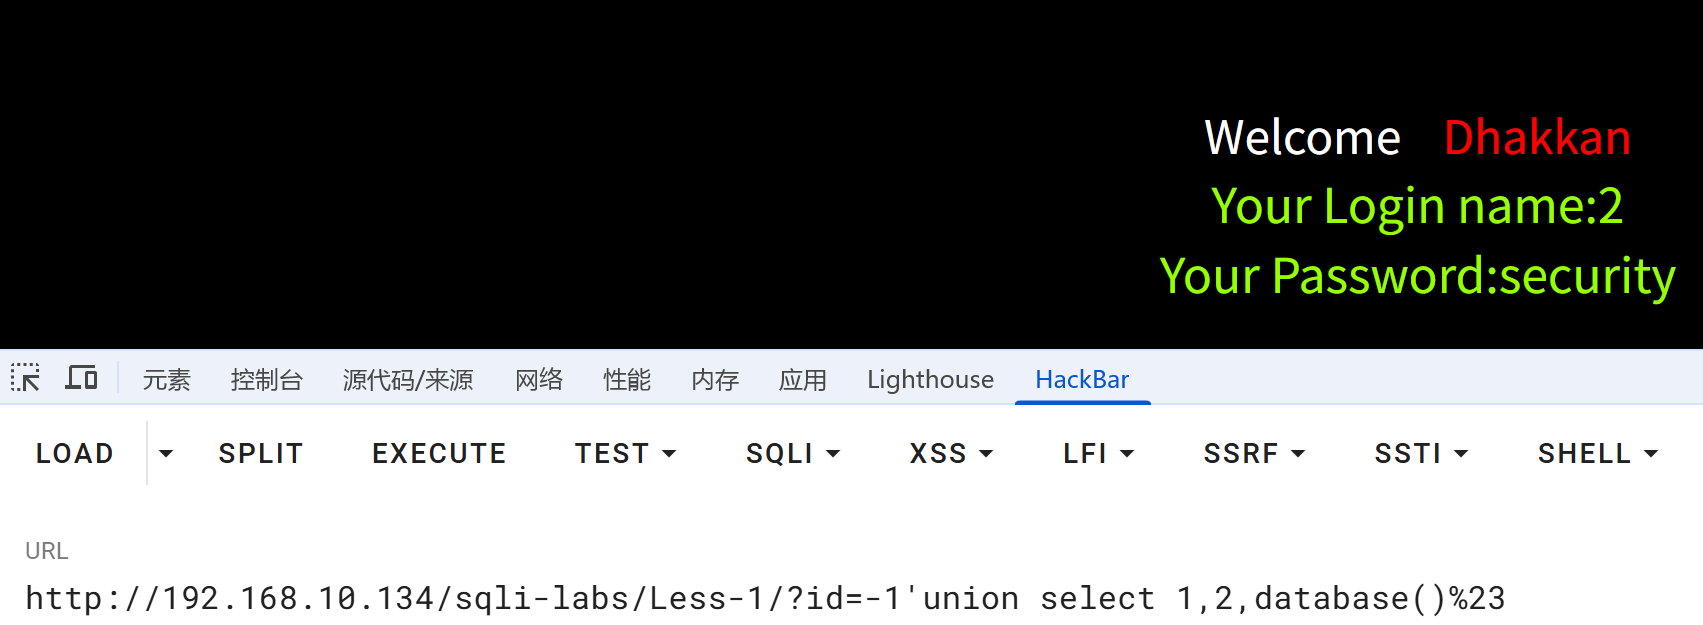 Welcome Dhakkan
Your Login name:2
Your Password:security
元素 控制台 源代码/来源 网络 性能 内存 应用 Lighthouse HackBar
LOAD SPLIT EXECUTE TEST SQLI XSS LFI SSRF SSTI SHELL
URL
http://192.168.10.134/sqli-labs/Less-1/?id=-1'union select 1,2,database()%23